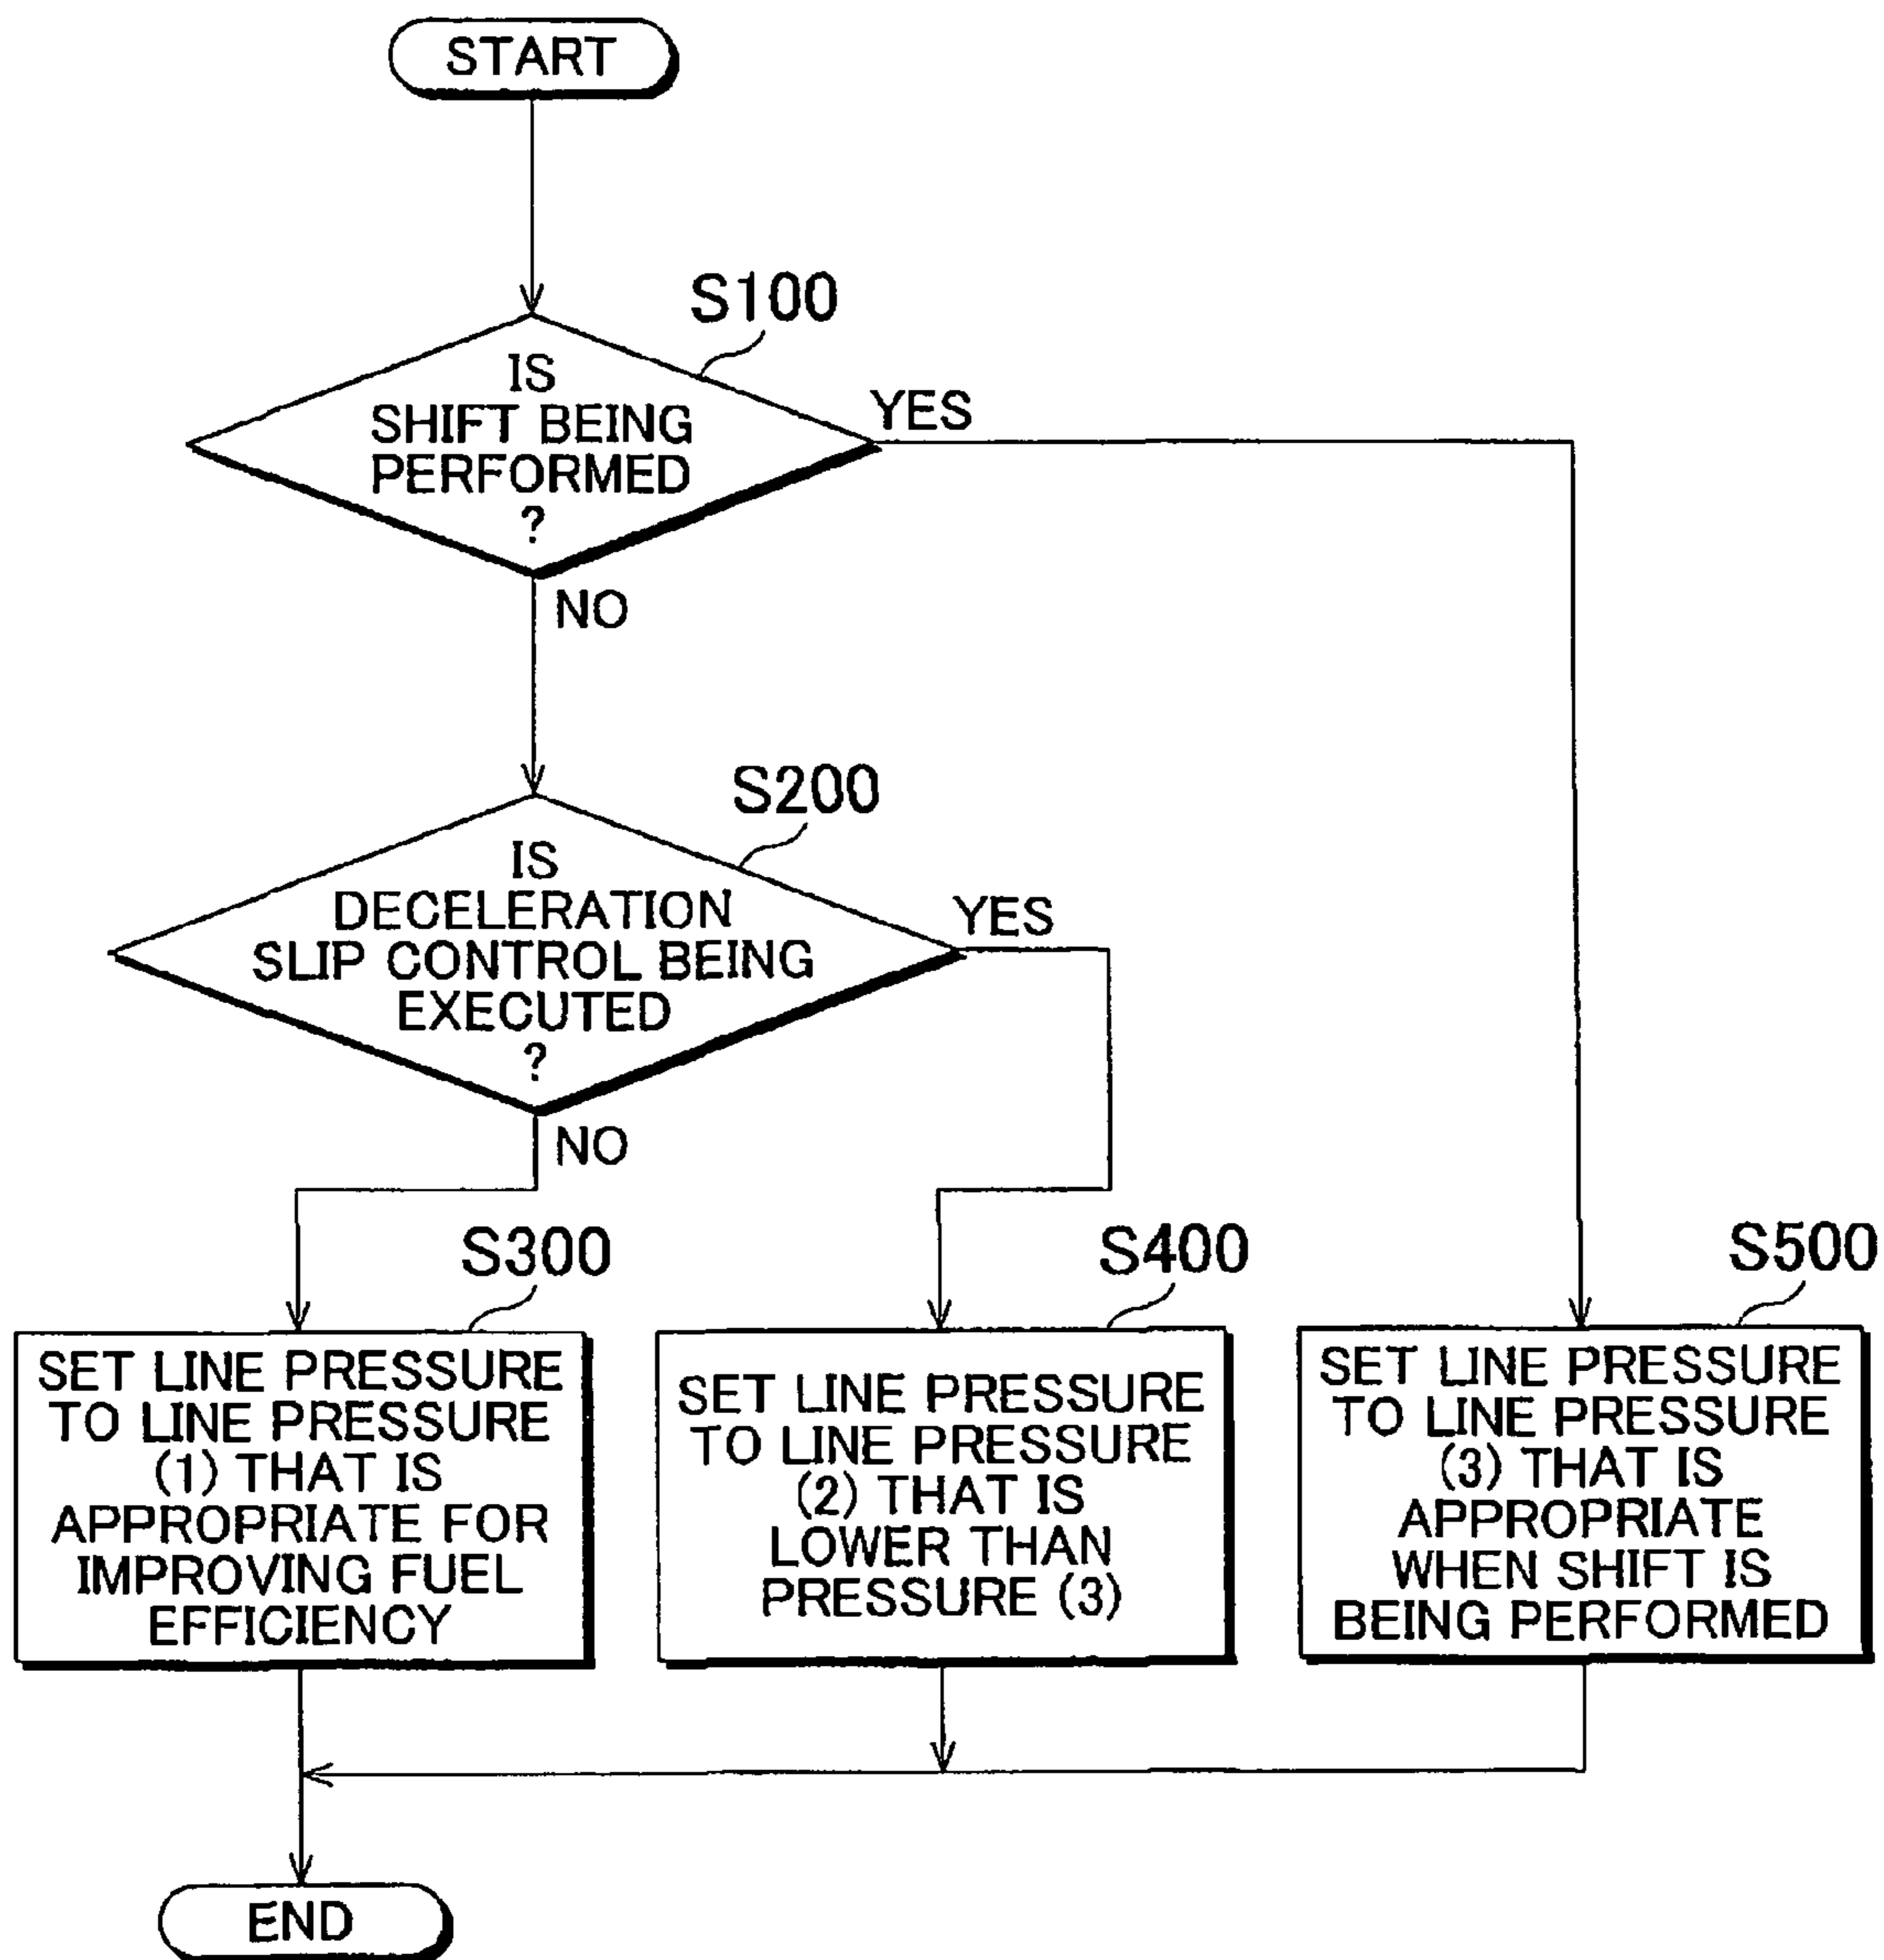 START
S100
IS
SHIFT BEING
PERFORMED
?
YES
NO
S200
IS
DECELERATION
SLIP CONTROL BEING
EXECUTED
?
YES
NO
S300
SET LINE PRESSURE
TO LINE PRESSURE
(1) THAT IS
APPROPRIATE FOR
IMPROVING FUEL
EFFICIENCY
S400
SET LINE PRESSURE
TO LINE PRESSURE
(2) THAT IS
LOWER THAN
PRESSURE (3)
S500
SET LINE PRESSURE
TO LINE PRESSURE
(3) THAT IS
APPROPRIATE
WHEN SHIFT IS
BEING PERFORMED
END